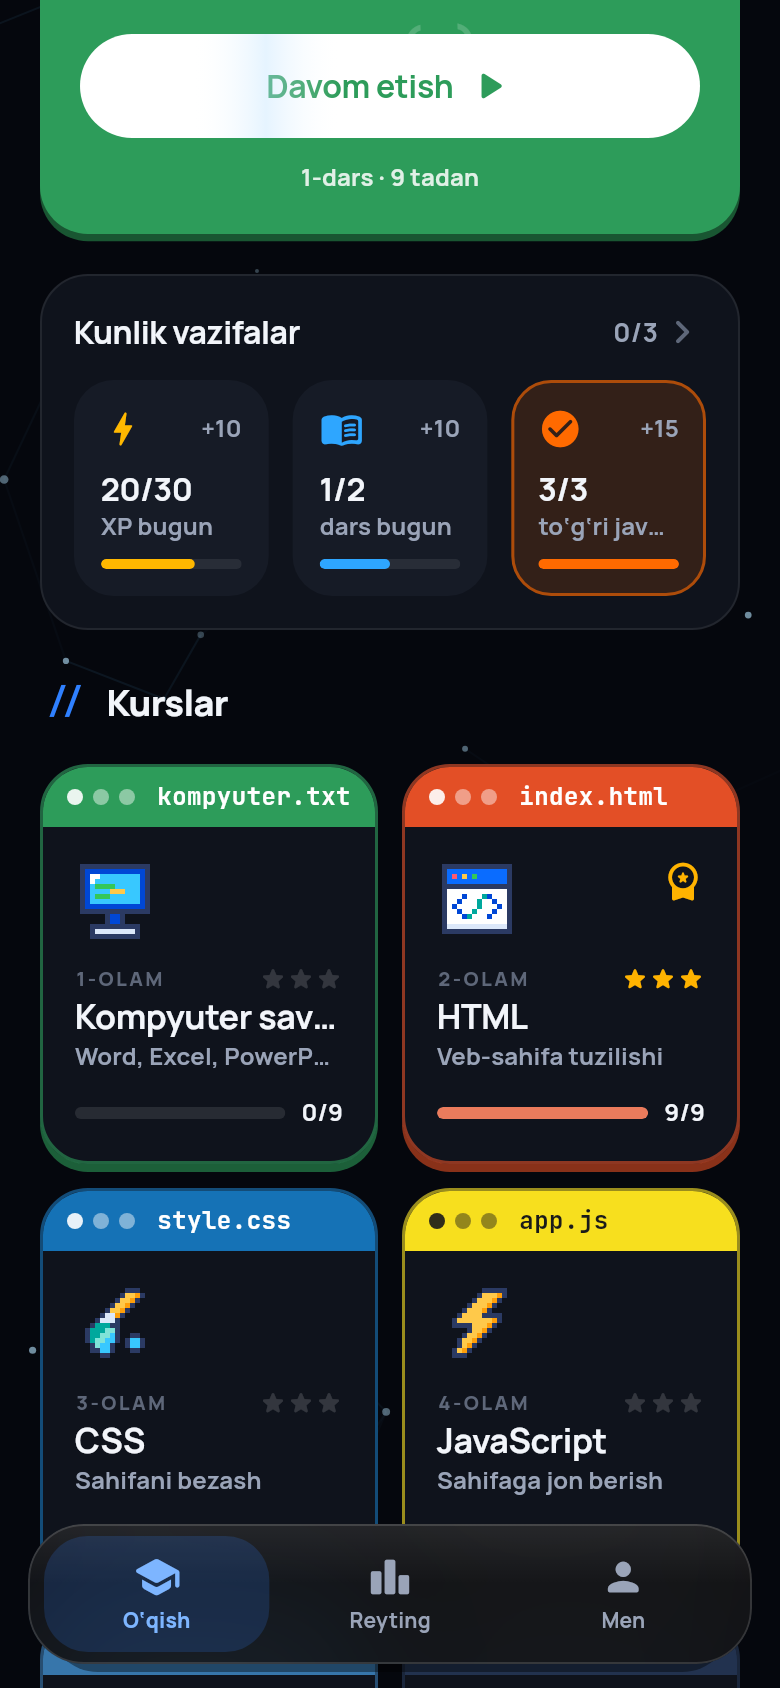 Davom etish
1-dars · 9 tadan
Kunlik vazifalar
0/3
+10
20/30
XP bugun
+10
1/2
dars bugun
+15
3/3
toʻgʻri jav...
// Kurslar
kompyuter.txt
1-OLAM
Kompyuter sav...
Word, Excel, PowerP...
0/9
index.html
</>
2-OLAM
HTML
Veb-sahifa tuzilishi
9/9
style.css
3-OLAM
CSS
Sahifani bezash
app.js
4-OLAM
JavaScript
Sahifaga jon berish
Oʻqish
Reyting
Men